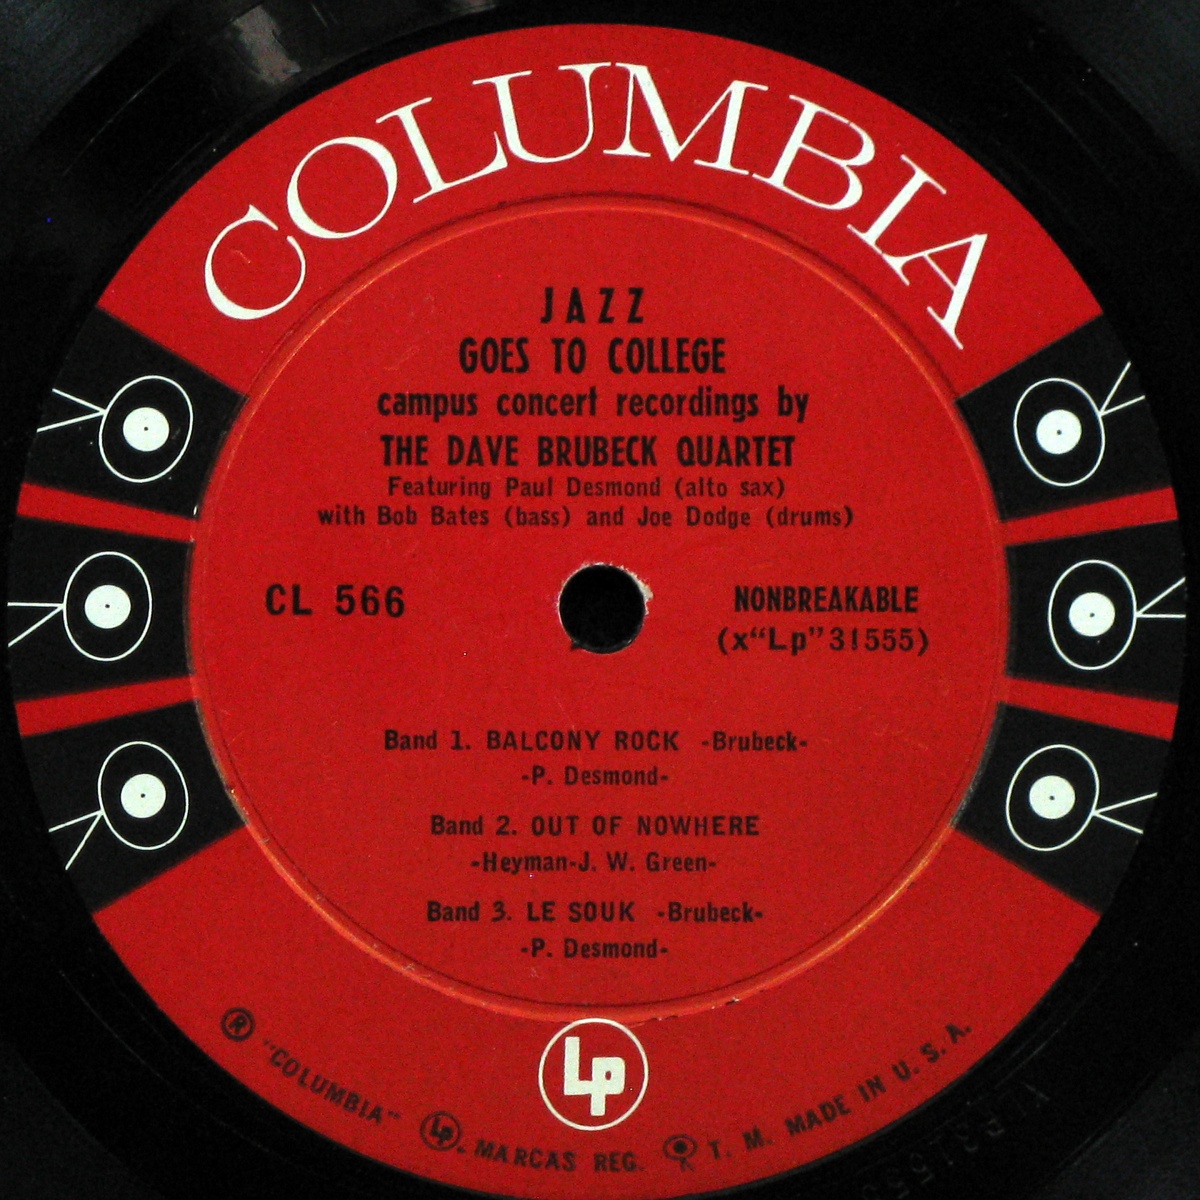 COLUMBIA
JAZZ
GOES TO COLLEGE
campus concert recordings by
THE DAVE BRUBECK QUARTET
Featuring Paul Desmond (alto sax)
with Bob Bates (bass) and Joe Dodge (drums)
CL 566
NONBREAKABLE
(x“Lp”31555)
Band 1. BALCONY ROCK -Brubeck-
-P. Desmond-
Band 2. OUT OF NOWHERE
-Heyman-J. W. Green-
Band 3. LE SOUK -Brubeck-
-P. Desmond-
Lp
® "COLUMBIA" Lp. MARCAS REG. T. M. MADE IN U. S. A.